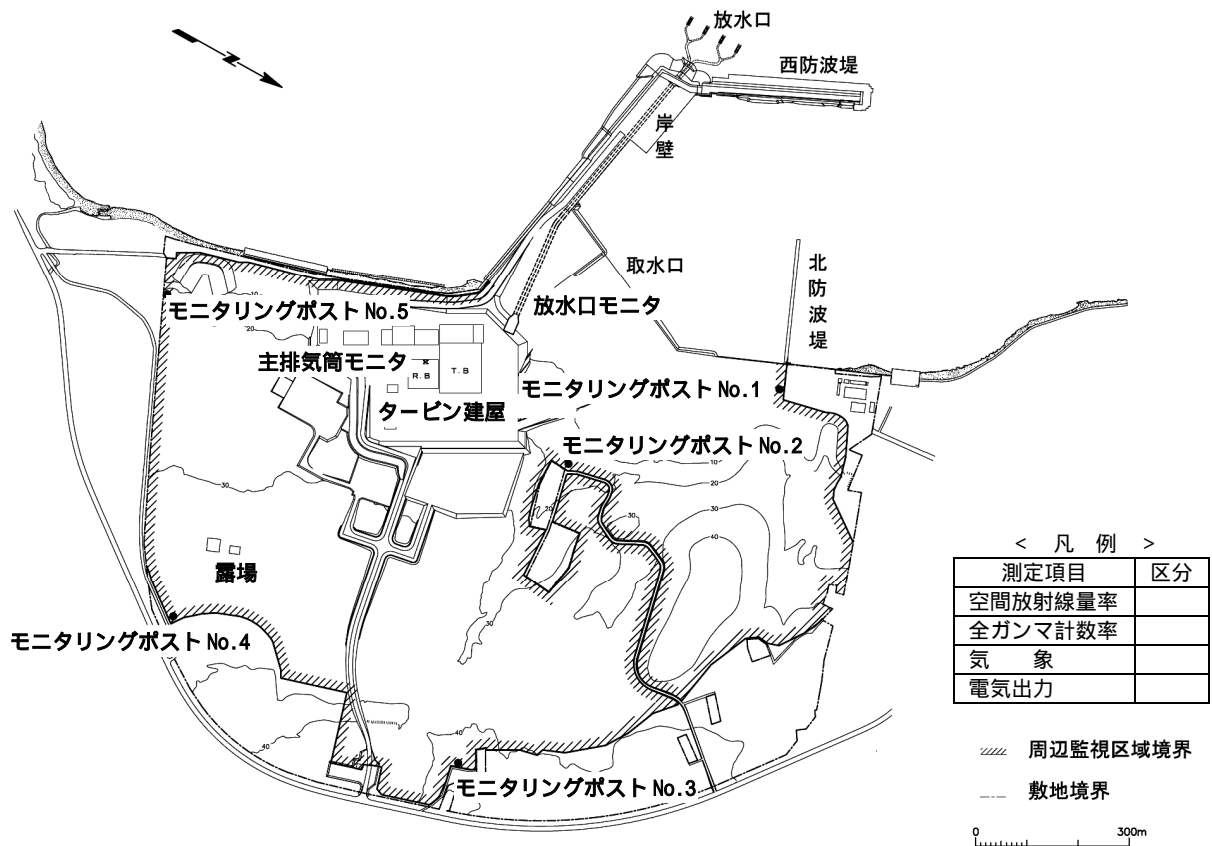 放水口
西防波堤
岸壁
N
取水口
北防波堤
モニタリングポスト No.5
放水口モニタ
主排気筒モニタ
R.B
T.B
モニタリングポスト No.1
タービン建屋
モニタリングポスト No.2
10
20
30
40
20
30
30
30
露場
モニタリングポスト No.4
モニタリングポスト No.3
40
40
< 凡 例 >
測定項目 区分
空間放射線量率
全ガンマ計数率
気 象
電気出力
周辺監視区域境界
敷地境界
0 300m